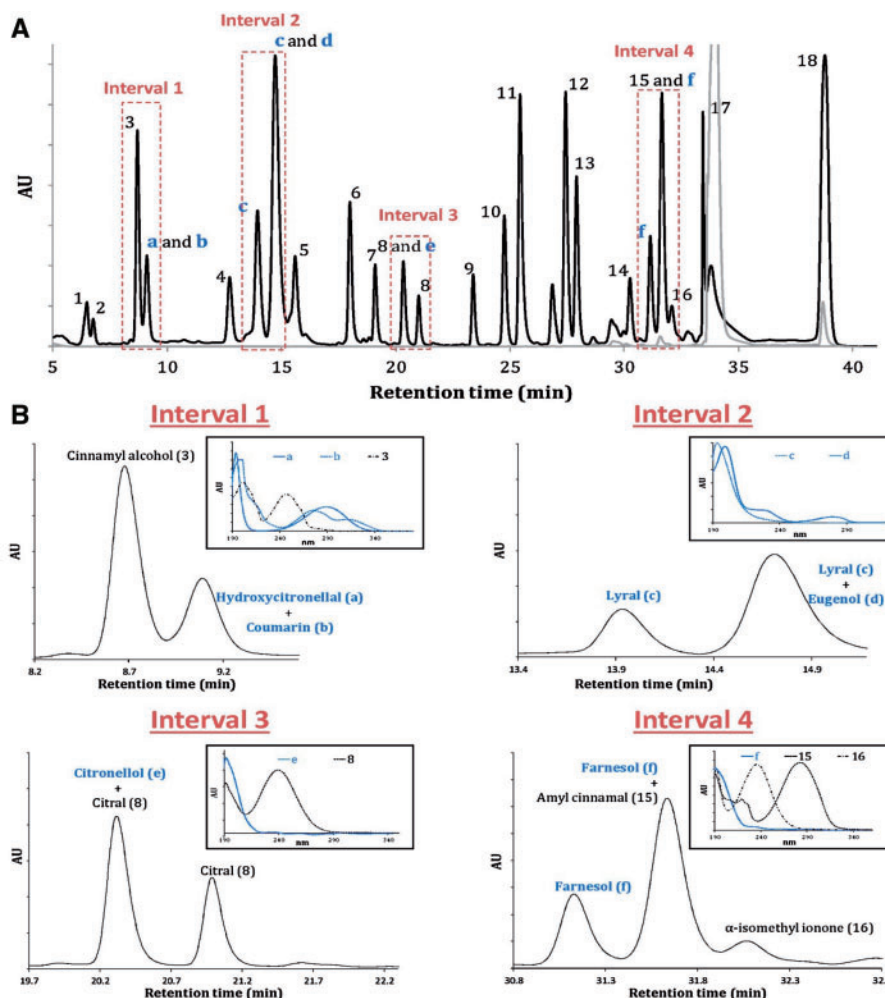 A
Interval 1
Interval 2
c and d
Interval 3
Interval 4
15 and f
3
a and b
c
1
2
4
5
6
7
8 and e
8
9
10
11
12
13
14
f
16
17
18
AU
5
10
15
20
25
30
35
40
Retention time (min)
B
Interval 1
Cinnamyl alcohol (3)
a b 3
AU
190 240 290 340
nm
Hydroxycitronellal (a)
+
Coumarin (b)
AU
8.2 8.7 9.2
Retention time (min)
Interval 2
c d
AU
190 240 290
nm
Lyral (c)
Lyral (c)
+
Eugenol (d)
AU
13.4 13.9 14.4 14.9
Retention time (min)
Interval 3
Citronellol (e)
+
Citral (8)
e 8
AU
190 240 290
nm
Citral (8)
AU
19.7 20.2 20.7 21.2 21.7 22.2
Retention time (min)
Interval 4
Farnesol (f)
+
Amyl cinnamal (15)
f 15 16
AU
190 240 290
nm
Farnesol (f)
α-isomethyl ionone (16)
AU
30.8 31.3 31.8 32.3
Retention time (min)